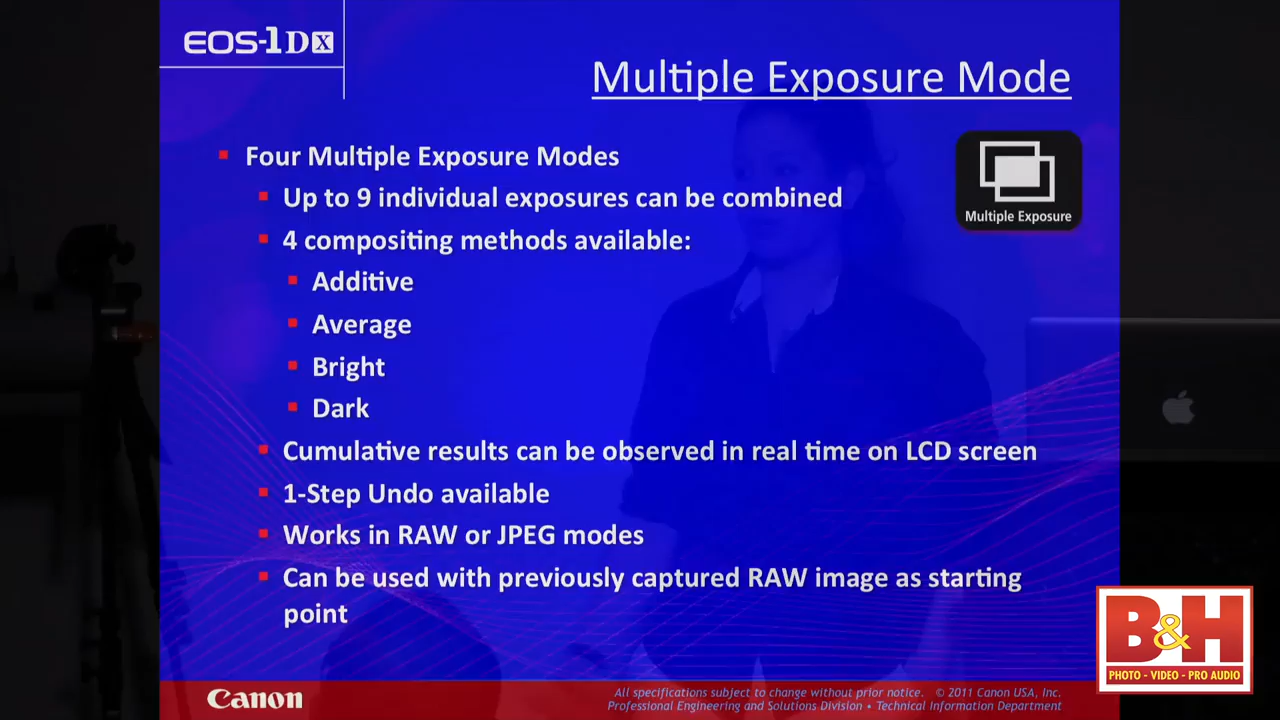 EOS-1DX
Multiple Exposure Mode
Four Multiple Exposure Modes
Up to 9 individual exposures can be combined
Multiple Exposure
4 compositing methods available:
Additive
Average
Bright
Dark
Cumulative results can be observed in real time on LCD screen
1-Step Undo available
Works in RAW or JPEG modes
Can be used with previously captured RAW image as starting
point
Canon
All specifications subject to change without prior notice. © 2011 Canon USA, Inc.
Professional Engineering and Solutions Division • Technical Information Department
B&H
PHOTO - VIDEO - PRO AUDIO